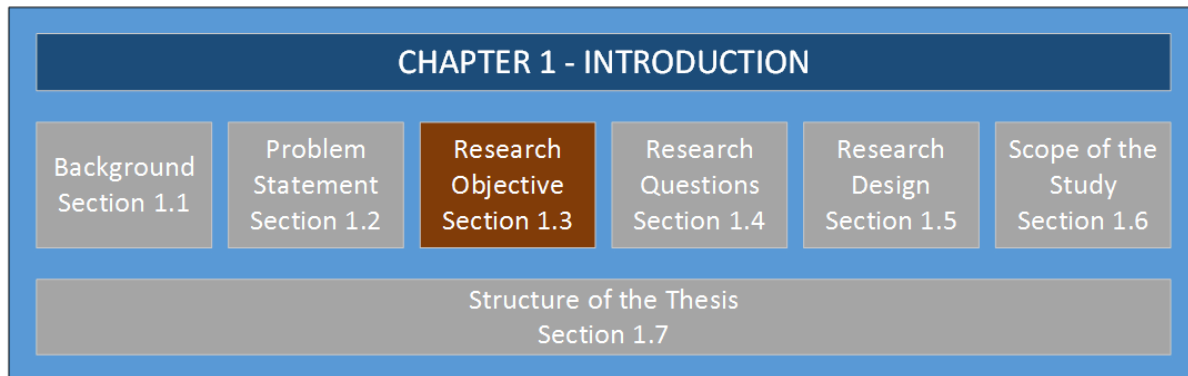 CHAPTER 1 - INTRODUCTION
Background
Section 1.1
Problem
Statement
Section 1.2
Research
Objective
Section 1.3
Research
Questions
Section 1.4
Research
Design
Section 1.5
Scope of the
Study
Section 1.6
Structure of the Thesis
Section 1.7